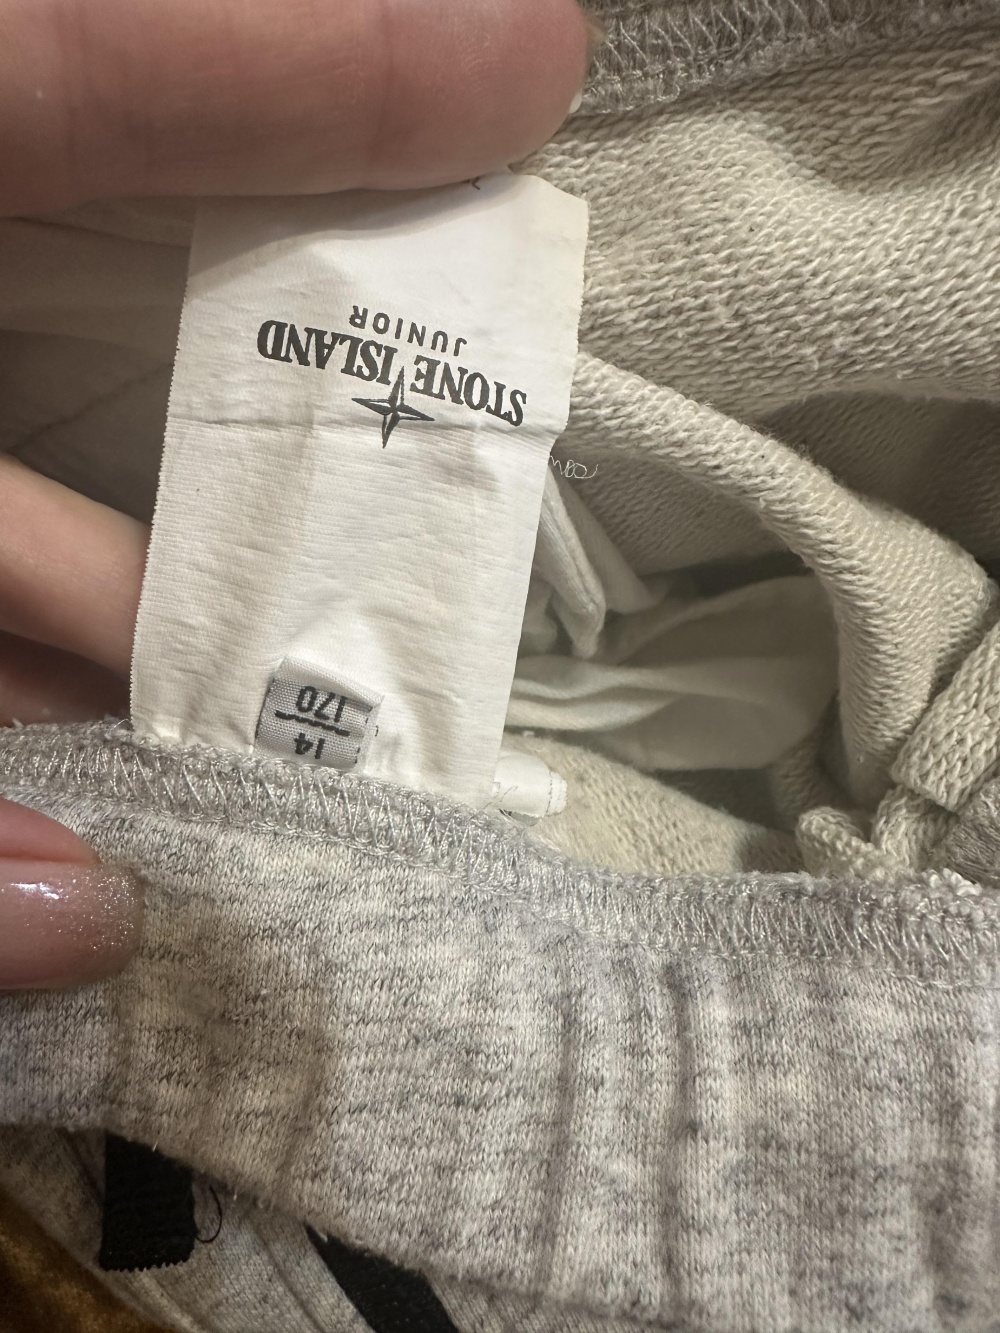 STONE ISLAND
JUNIOR
14
170